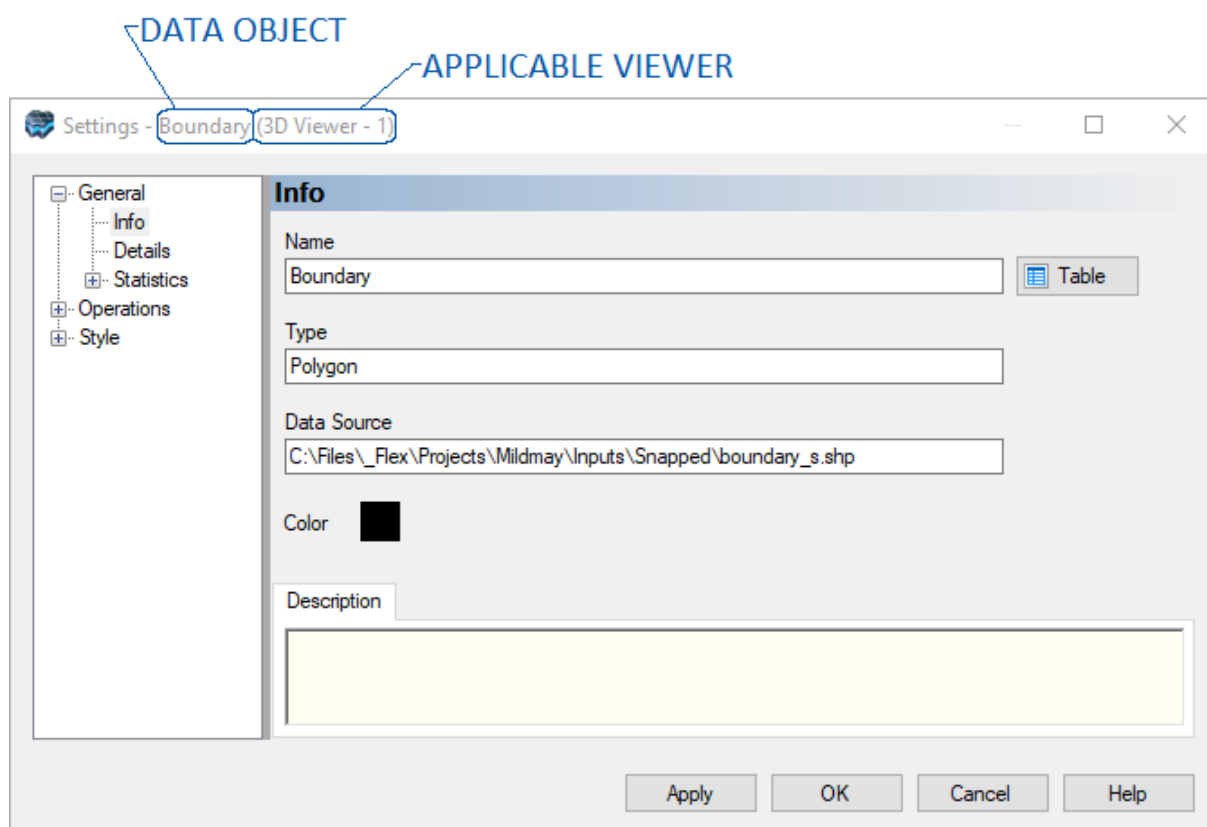 DATA OBJECT
APPLICABLE VIEWER
Settings - Boundary (3D Viewer - 1)
General
Info
Details
Statistics
Operations
Style
Info
Name
Boundary
Table
Type
Polygon
Data Source
C:\Files\_Flex\Projects\Mildmay\Inputs\Snapped\boundary_s.shp
Color
Description
Apply OK Cancel Help